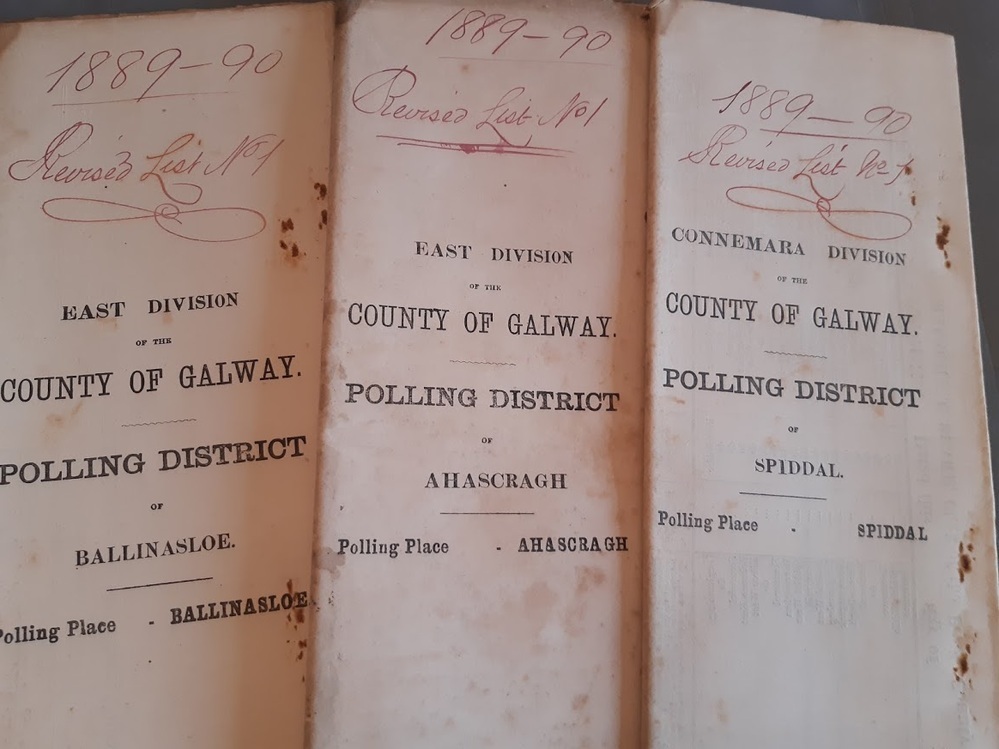 1889-90
Revised List No 1
EAST DIVISION
OF THE
COUNTY OF GALWAY.
POLLING DISTRICT
OF
BALLINASLOE.
Polling Place - BALLINASLOE
1889-90
Revised List No 1
EAST DIVISION
OF THE
COUNTY OF GALWAY.
POLLING DISTRICT
OF
AHASCRAGH
Polling Place - AHASCRAGH
1889-90
Revised List No 1
CONNEMARA DIVISION
OF THE
COUNTY OF GALWAY.
POLLING DISTRICT
OF
SPIDDAL.
Polling Place - SPIDDAL